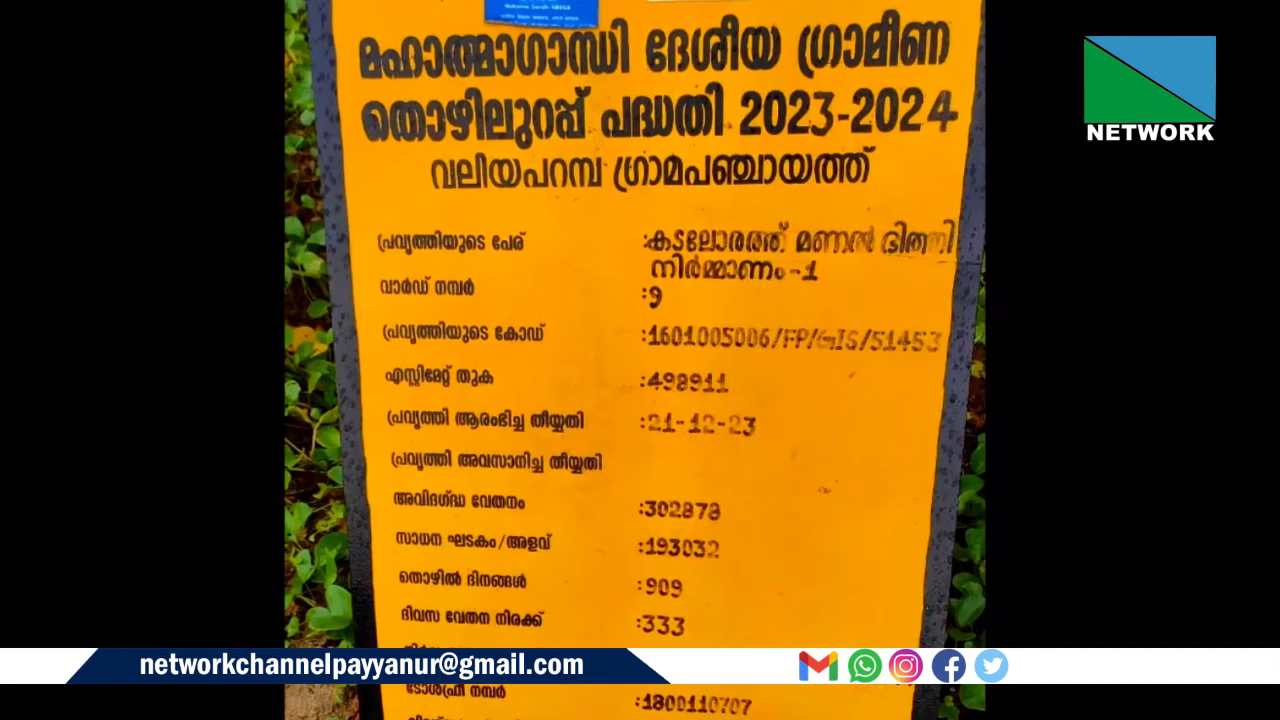 മഹാത്മാഗാന്ധി ദേശീയ ഗ്രാമീണ
തൊഴിലുറപ്പ് പദ്ധതി 2023-2024
വലിയപറമ്പ ഗ്രാമപഞ്ചായത്ത്
NETWORK
പ്രവൃത്തിയുടെ പേര് :കടലോരത്ത് മണൽ ഭിത്തി
നിർമ്മാണം-1
വാർഡ് നമ്പർ :9
പ്രവൃത്തിയുടെ കോഡ് :1601005006/FP/GIS/51453
എസ്റ്റിമേറ്റ് തുക :498911
പ്രവൃത്തി ആരംഭിച്ച തീയ്യതി :21-12-23
പ്രവൃത്തി അവസാനിച്ച തീയ്യതി
അവിദഗ്ദ്ധ വേതനം :302878
സാധന ഘടകം/അളവ് :193032
തൊഴിൽ ദിനങ്ങൾ :909
ദിവസ വേതന നിരക്ക് :333
networkchannelpayyanur@gmail.com
ടോൾഫ്രീ നമ്പർ :1800110707